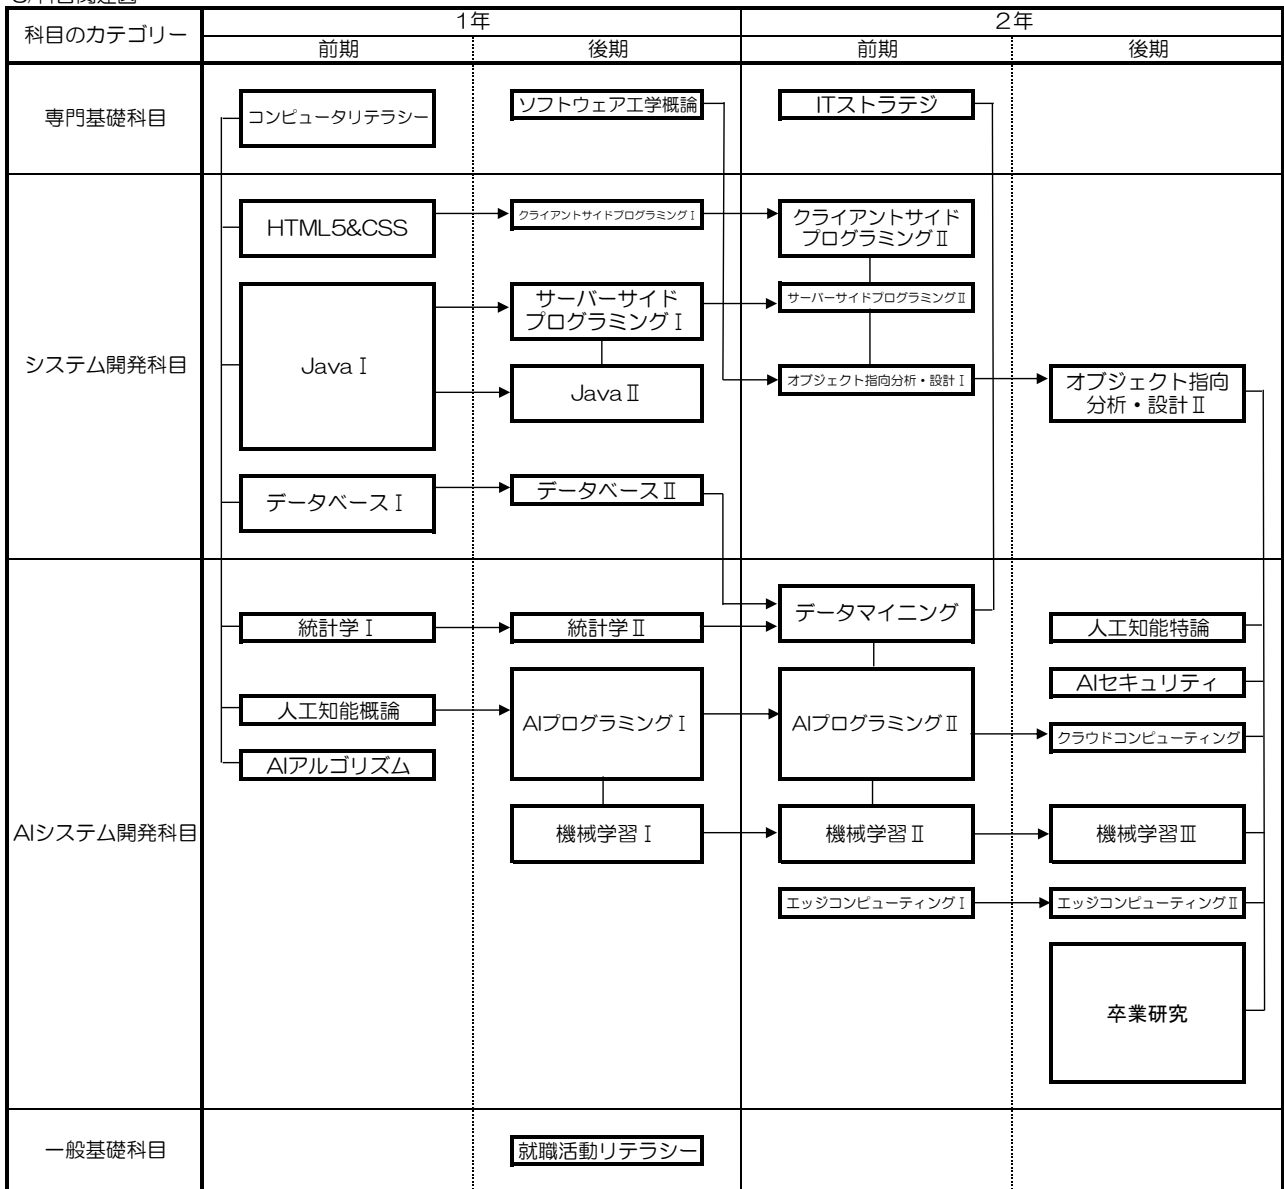 科目のカテゴリー
1年
2年
前期
後期
前期
後期
専門基礎科目
コンピュータリテラシー
ソフトウェア工学概論
ITストラテジ
システム開発科目
HTML5&CSS
クライアントサイドプログラミングⅠ
クライアントサイド
プログラミングⅡ
Java Ⅰ
サーバーサイド
プログラミングⅠ
サーバーサイドプログラミングⅡ
Java Ⅱ
オブジェクト指向分析・設計Ⅰ
オブジェクト指向
分析・設計Ⅱ
データベースⅠ
データベースⅡ
AIシステム開発科目
統計学Ⅰ
統計学Ⅱ
データマイニング
人工知能特論
人工知能概論
AIプログラミングⅠ
AIプログラミングⅡ
AIセキュリティ
クラウドコンピューティング
AIアルゴリズム
機械学習Ⅰ
機械学習Ⅱ
機械学習Ⅲ
エッジコンピューティングⅠ
エッジコンピューティングⅡ
卒業研究
一般基礎科目
就職活動リテラシー